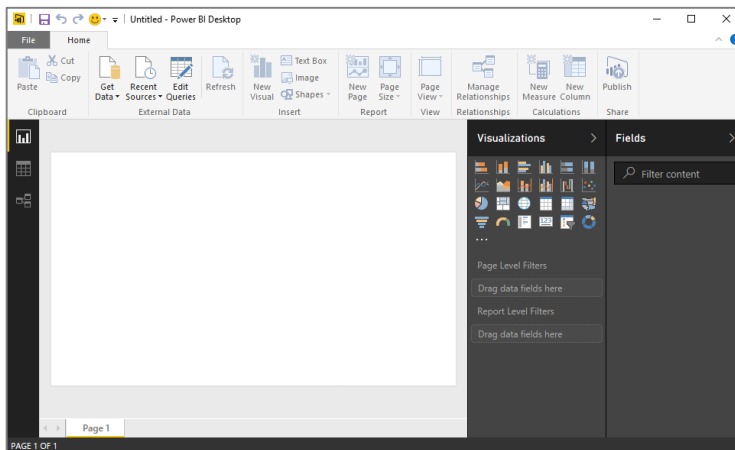 Untitled - Power BI Desktop
File Home
Paste
Cut
Copy
Clipboard
Get Data
Recent Sources
Edit Queries
Refresh
External Data
New Visual
Text Box
Image
Shapes
Insert
New Page
Page Size
Report
Page View
View
Manage Relationships
Relationships
New Measure
New Column
Calculations
Publish
Share
Visualizations
Fields
Filter content
123
Page Level Filters
Drag data fields here
Report Level Filters
Drag data fields here
Page 1
PAGE 1 OF 1